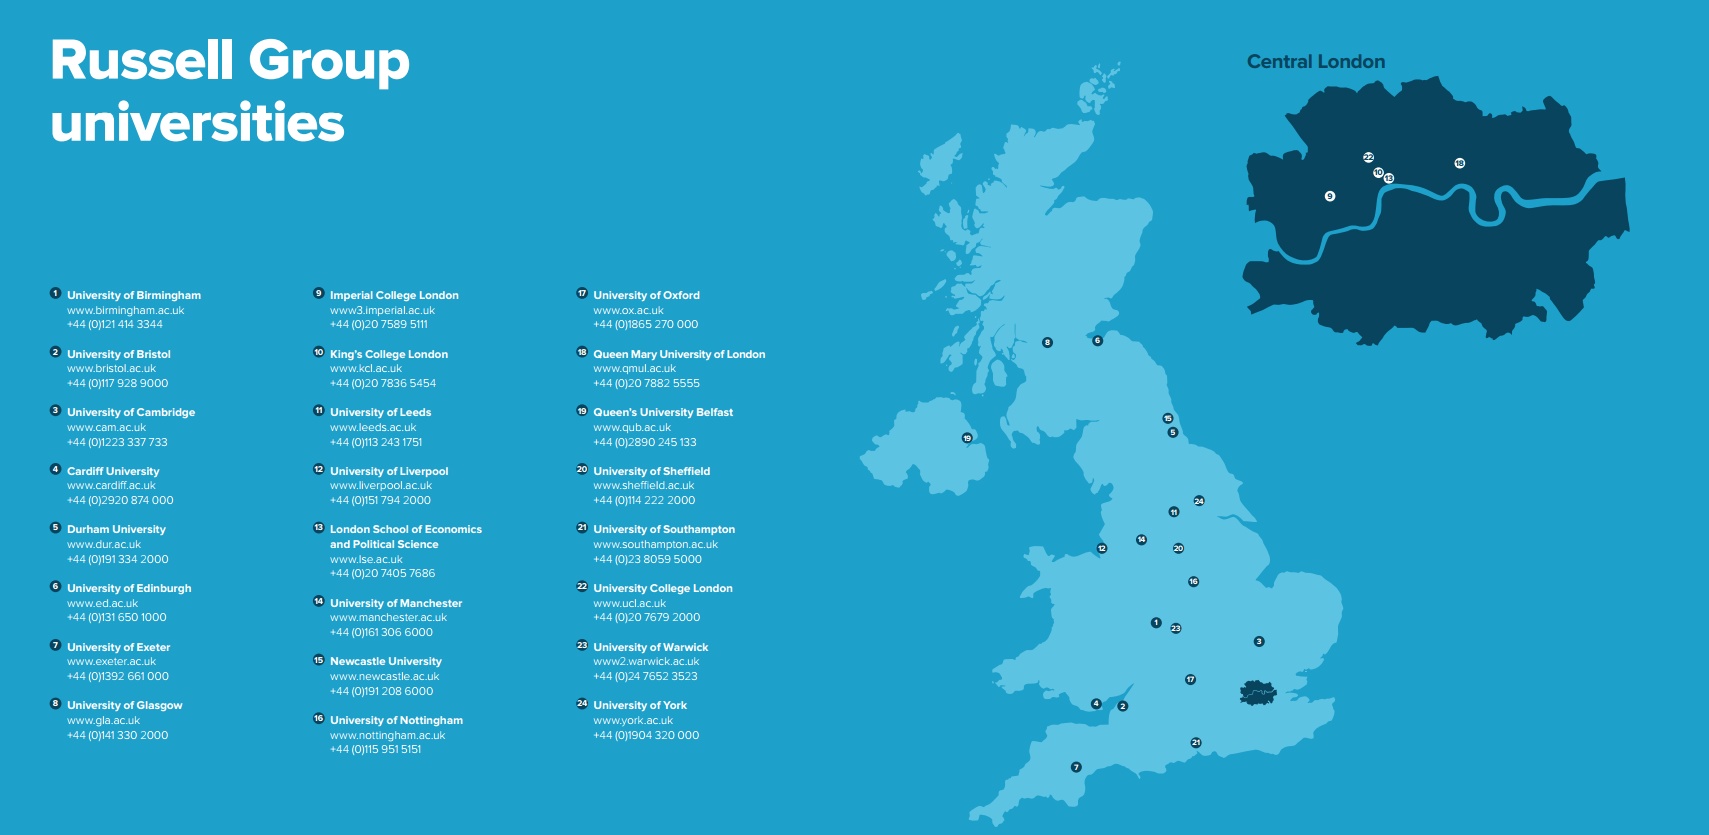 Russell Group
universities
1 University of Birmingham
www.birmingham.ac.uk
+44 (0)121 414 3344
2 University of Bristol
www.bristol.ac.uk
+44 (0)117 928 9000
3 University of Cambridge
www.cam.ac.uk
+44 (0)1223 337 733
4 Cardiff University
www.cardiff.ac.uk
+44 (0)2920 874 000
5 Durham University
www.dur.ac.uk
+44 (0)191 334 2000
6 University of Edinburgh
www.ed.ac.uk
+44 (0)131 650 1000
7 University of Exeter
www.exeter.ac.uk
+44 (0)1392 661 000
8 University of Glasgow
www.gla.ac.uk
+44 (0)141 330 2000
9 Imperial College London
www3.imperial.ac.uk
+44 (0)20 7589 5111
10 King's College London
www.kcl.ac.uk
+44 (0)20 7836 5454
11 University of Leeds
www.leeds.ac.uk
+44 (0)113 243 1751
12 University of Liverpool
www.liverpool.ac.uk
+44 (0)151 794 2000
13 London School of Economics
and Political Science
www.lse.ac.uk
+44 (0)20 7405 7686
14 University of Manchester
www.manchester.ac.uk
+44 (0)161 306 6000
15 Newcastle University
www.newcastle.ac.uk
+44 (0)191 208 6000
16 University of Nottingham
www.nottingham.ac.uk
+44 (0)115 951 5151
17 University of Oxford
www.ox.ac.uk
+44 (0)1865 270 000
18 Queen Mary University of London
www.qmul.ac.uk
+44 (0)20 7882 5555
19 Queen's University Belfast
www.qub.ac.uk
+44 (0)2890 245 133
20 University of Sheffield
www.sheffield.ac.uk
+44 (0)114 222 2000
21 University of Southampton
www.southampton.ac.uk
+44 (0)23 8059 5000
22 University College London
www.ucl.ac.uk
+44 (0)20 7679 2000
23 University of Warwick
www2.warwick.ac.uk
+44 (0)24 7652 3523
24 University of York
www.york.ac.uk
+44 (0)1904 320 000
8
6
15
5
19
24
11
14
12
20
16
1
23
3
17
4
2
21
7
Central London
22
18
10
13
9